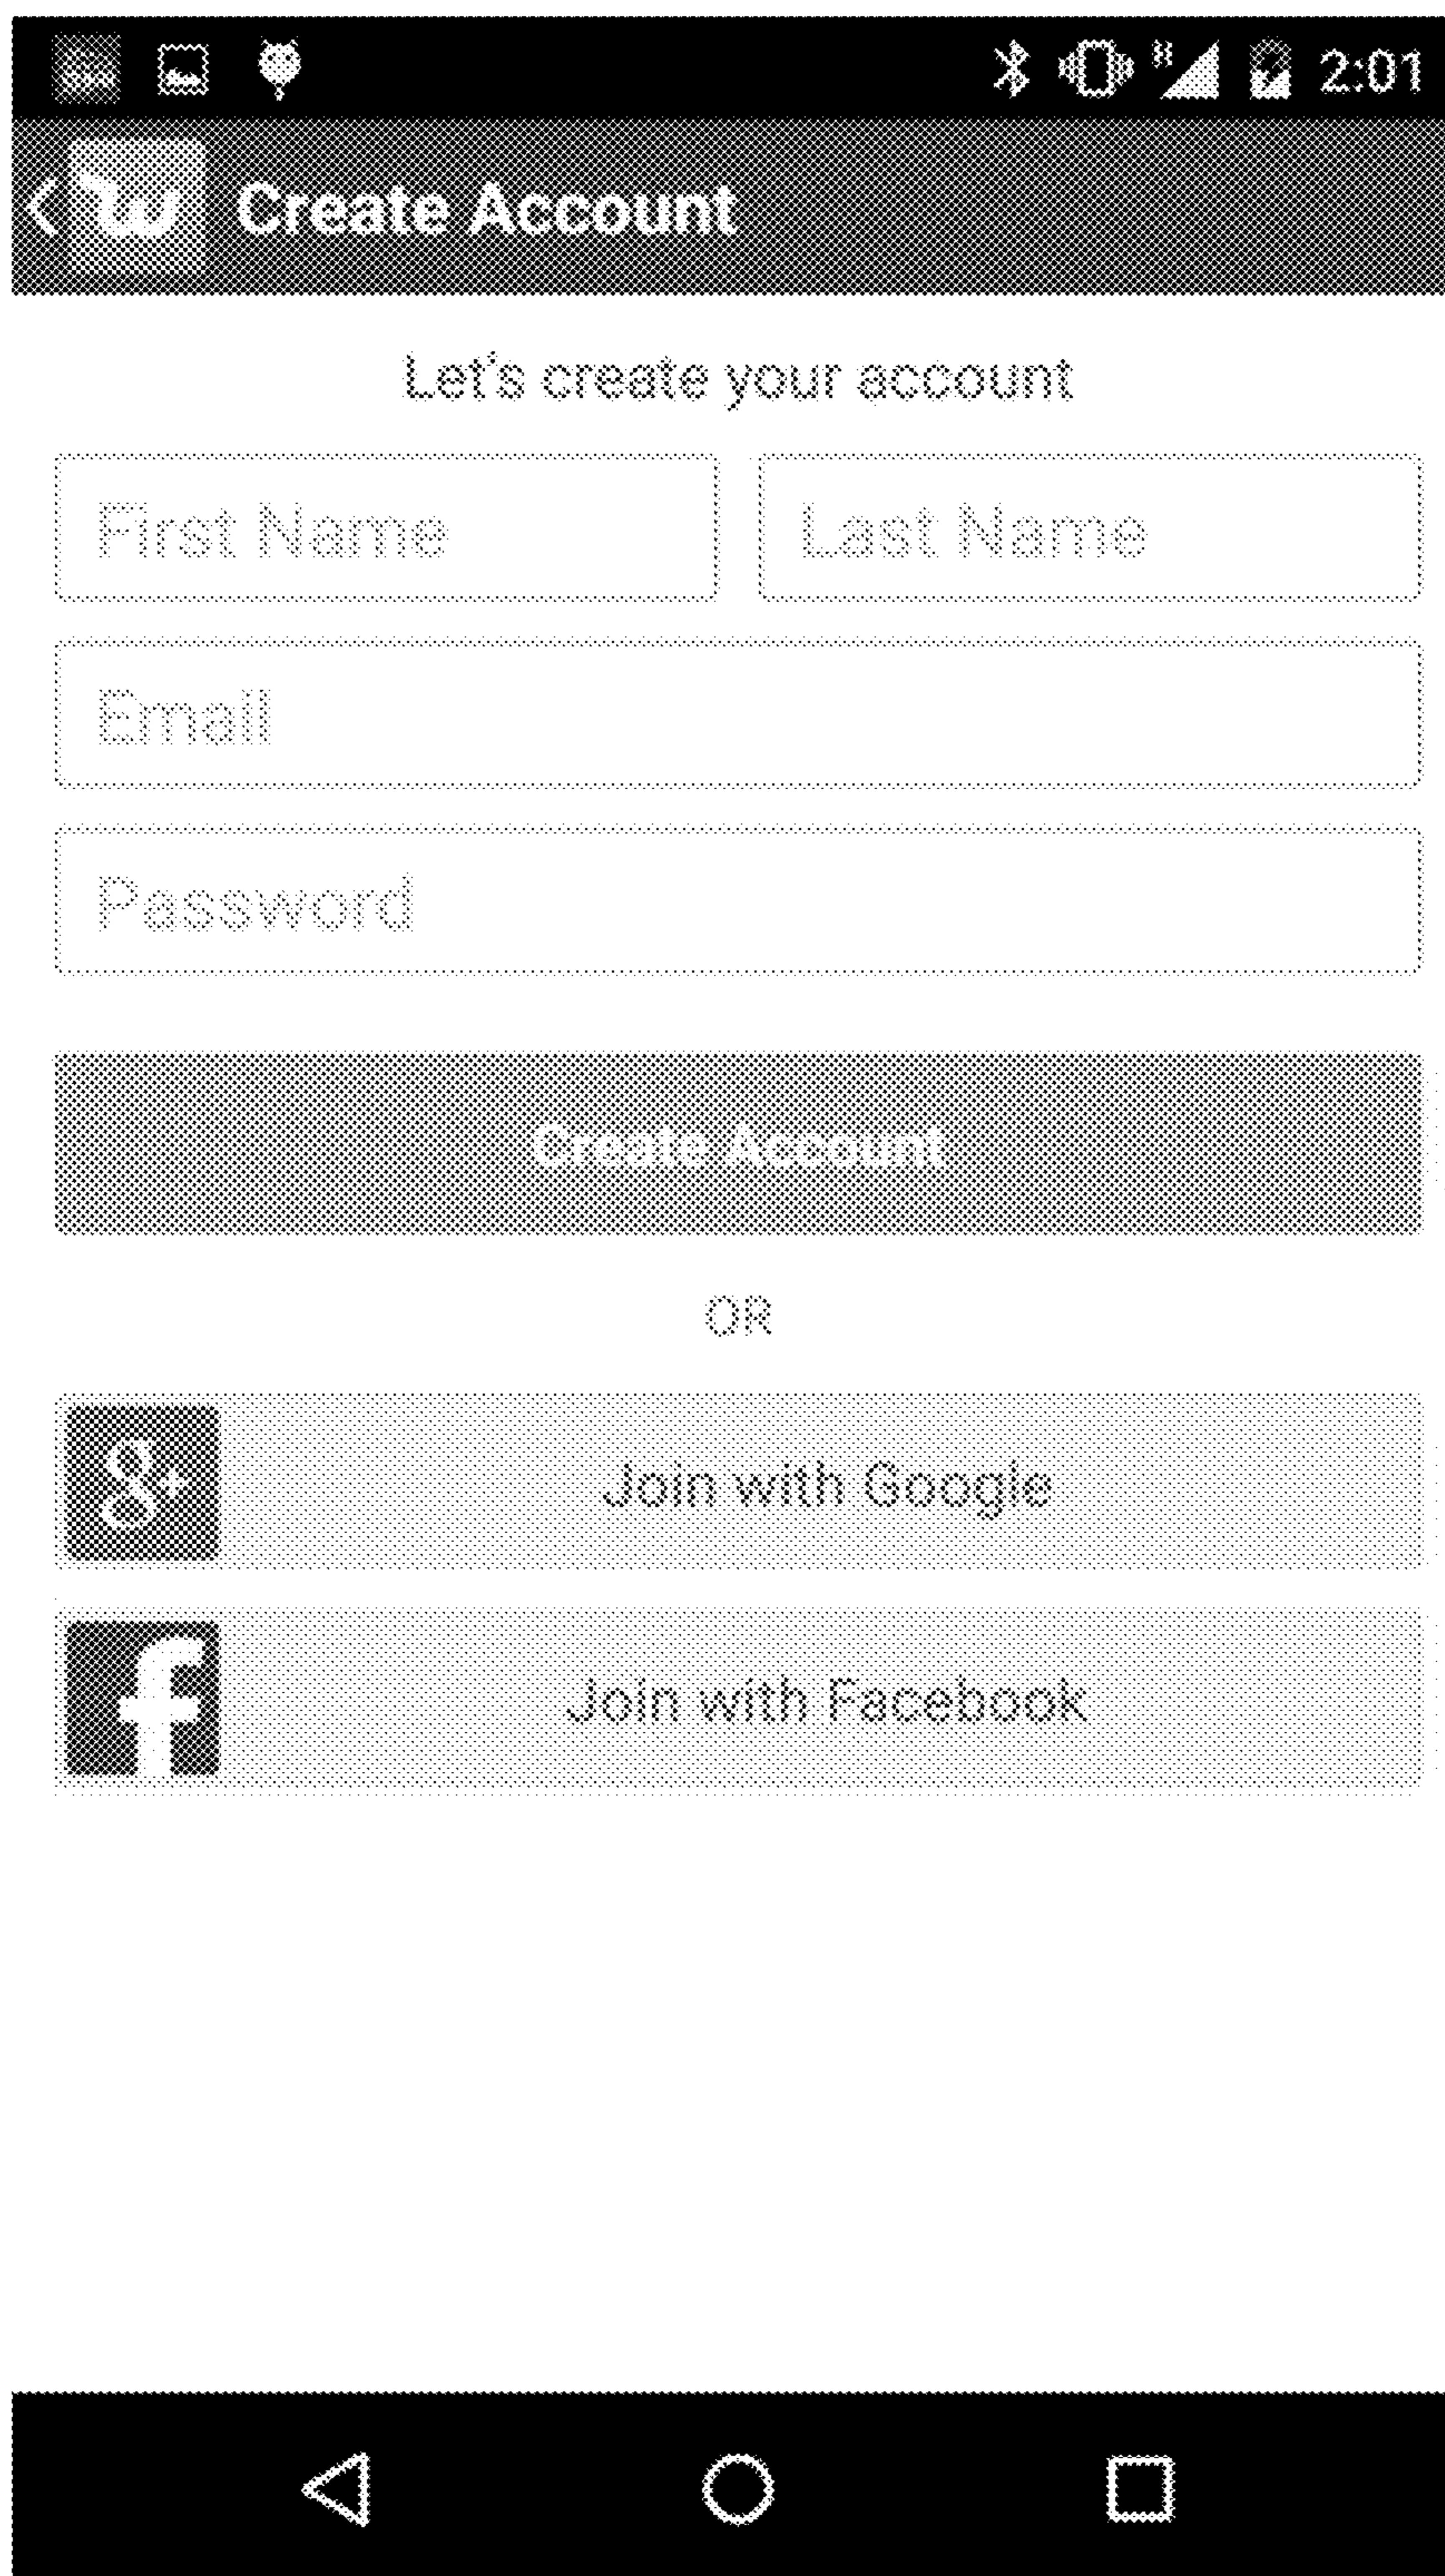 2:01
Create Account
Let's create your account
First Name Last Name
Email
Password
Create Account
OR
g+ Join with Google
f Join with Facebook